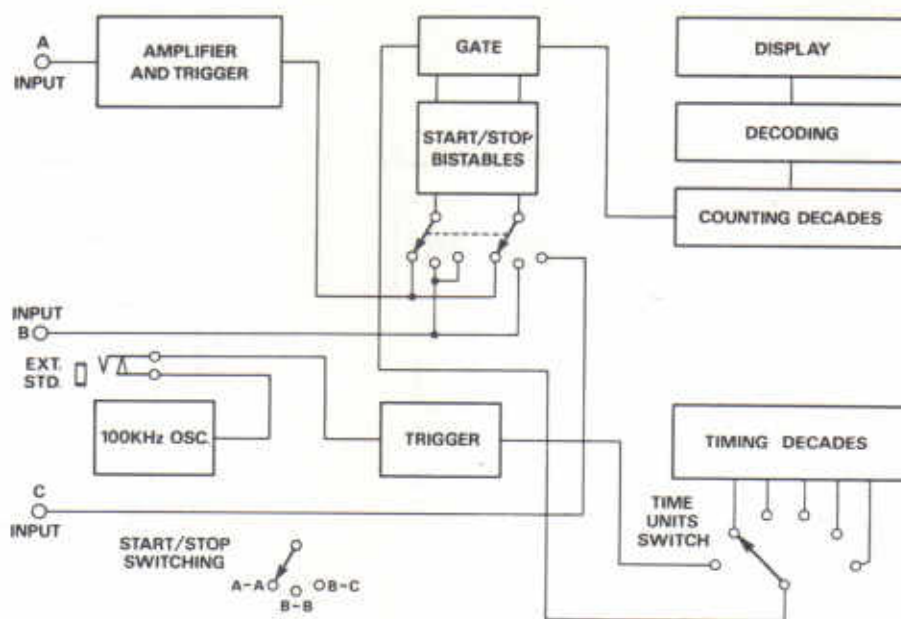 A
INPUT
AMPLIFIER
AND TRIGGER
GATE
DISPLAY
START/STOP
BISTABLES
DECODING
COUNTING DECADES
INPUT
B
EXT.
STD.
100KHz OSC.
TRIGGER
TIMING DECADES
C
INPUT
TIME
UNITS
SWITCH
START/STOP
SWITCHING
A-A
B-B
B-C